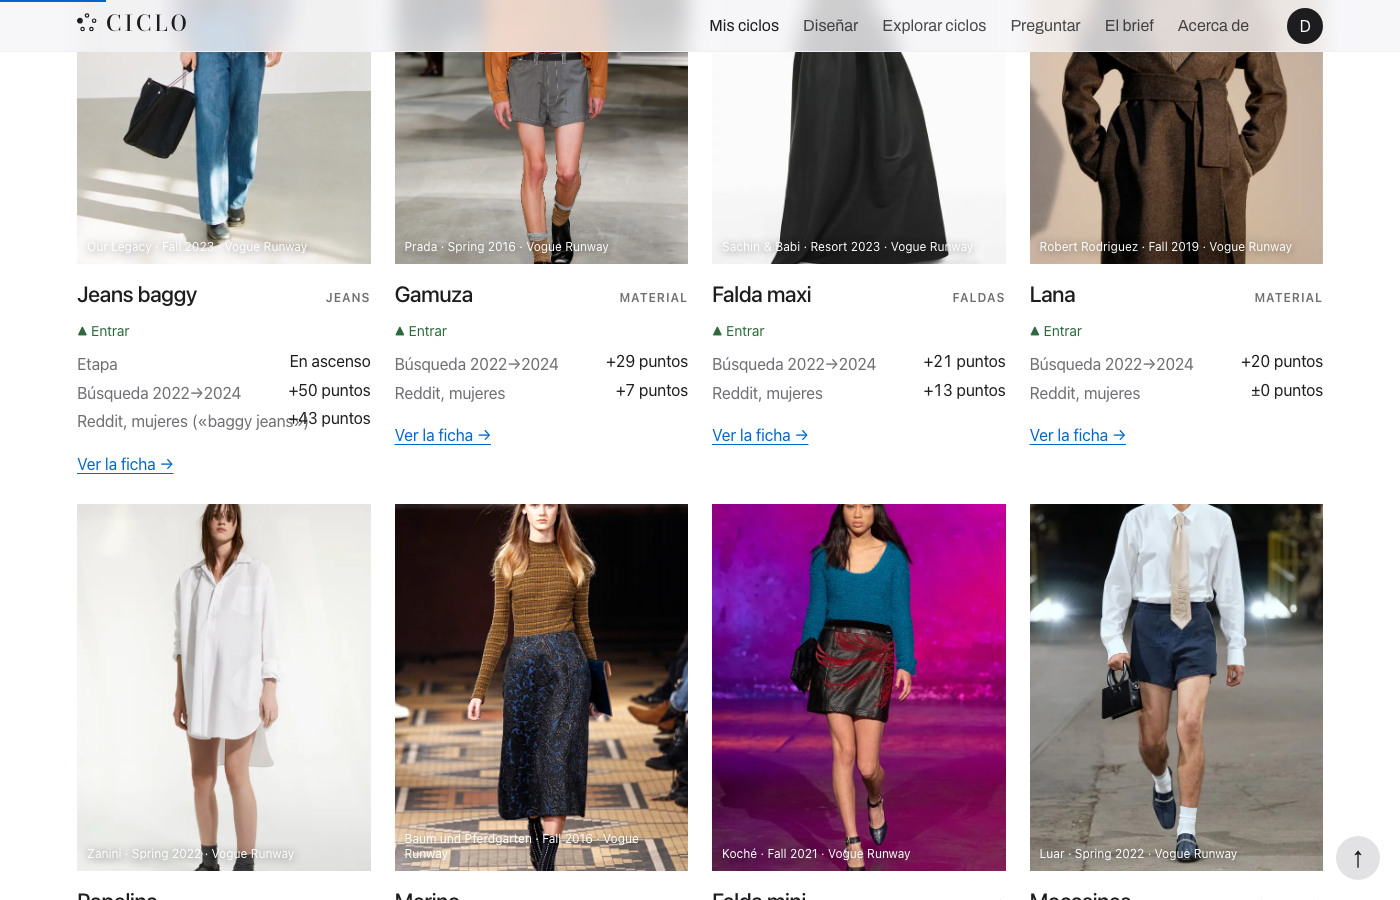 CICLO
Mis ciclos
Diseñar
Explorar ciclos
Preguntar
El brief
Acerca de
D
Our Legacy · Fall 2023 · Vogue Runway
Prada · Spring 2016 · Vogue Runway
Sachin & Babi · Resort 2023 · Vogue Runway
Robert Rodriguez · Fall 2019 · Vogue Runway
Jeans baggy
JEANS
▲ Entrar
Etapa
En ascenso
Búsqueda 2022→2024
+50 puntos
Reddit, mujeres («baggy jeans»)
+43 puntos
Ver la ficha →
Gamuza
MATERIAL
▲ Entrar
Búsqueda 2022→2024
+29 puntos
Reddit, mujeres
+7 puntos
Ver la ficha →
Falda maxi
FALDAS
▲ Entrar
Búsqueda 2022→2024
+21 puntos
Reddit, mujeres
+13 puntos
Ver la ficha →
Lana
MATERIAL
▲ Entrar
Búsqueda 2022→2024
+20 puntos
Reddit, mujeres
±0 puntos
Ver la ficha →
Zanini · Spring 2022 · Vogue Runway
Baum und Pferdgarten · Fall 2016 · Vogue
Runway
Koché · Fall 2021 · Vogue Runway
Luar · Spring 2022 · Vogue Runway
↑
Popelina
Merino
Falda mini
Mocasines